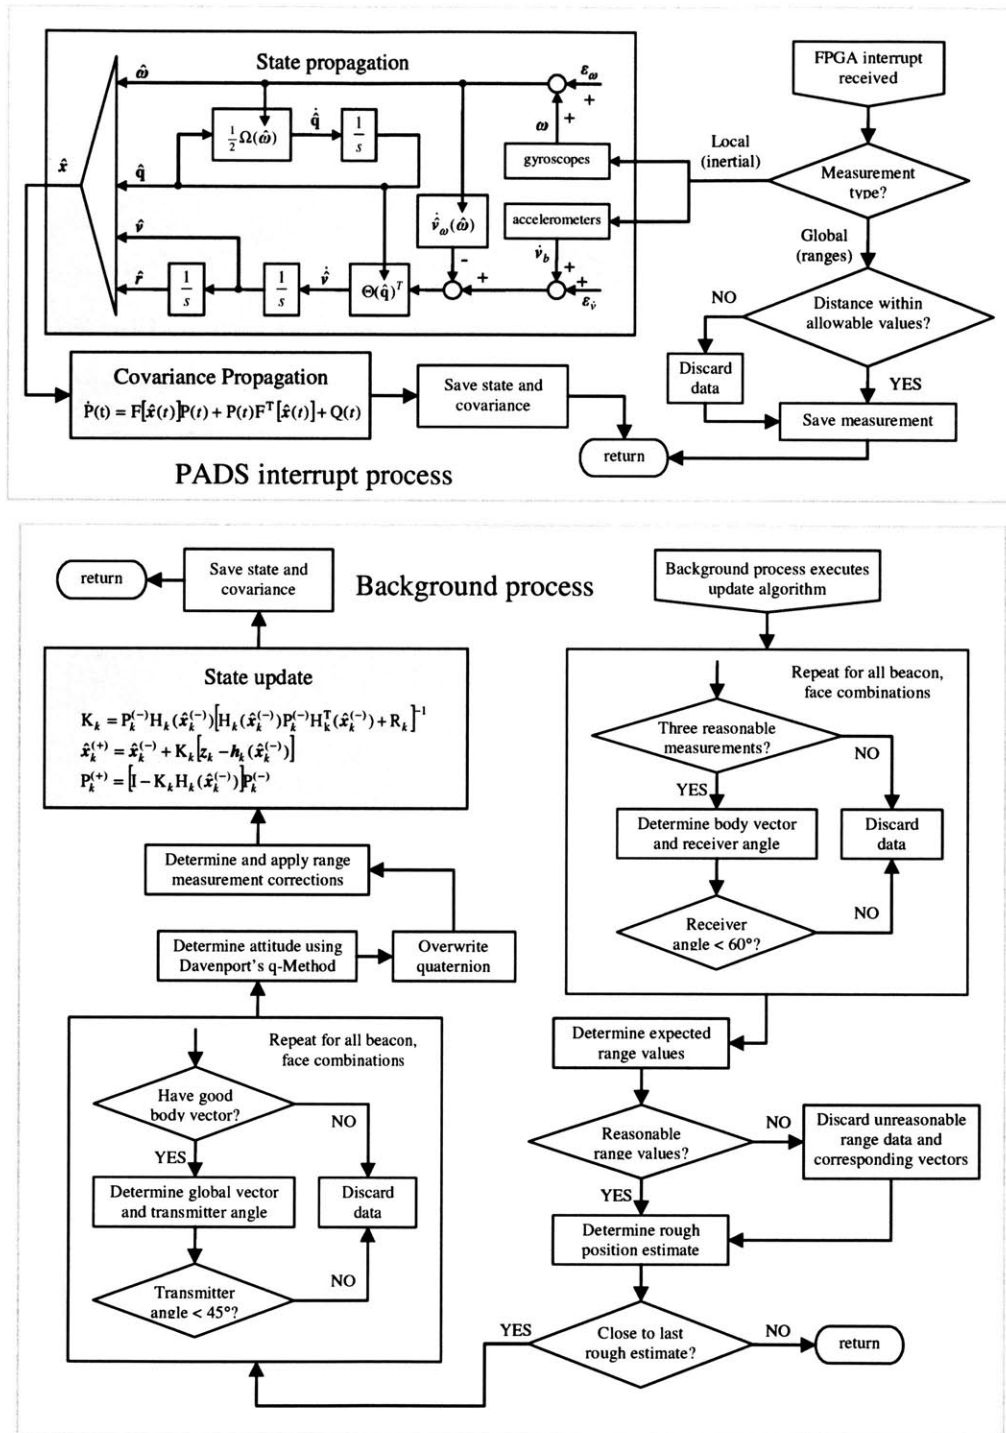 State propagation
ω̂
ε_ω
+
+
ω
½Ω(ω̂)
q̂̇
1/s
gyroscopes
x̂
q̂
v̂̇_ω(ω̂)
accelerometers
v̂
-
v̇_b
+
+
+
r̂
1/s
1/s
v̂̇
Θ(q̂)^T
ε_v̇
FPGA interrupt
received
Local
(inertial)
Measurement
type?
Global
(ranges)
NO
Distance within
allowable values?
Discard
data
YES
Save measurement
Covariance Propagation
Ṗ(t) = F[x̂(t)]P(t) + P(t)F^T[x̂(t)] + Q(t)
Save state and
covariance
return
PADS interrupt process
Background process
return
Save state and
covariance
State update
K_k = P_k^(-)H_k(x̂_k^(-))[H_k(x̂_k^(-))P_k^(-)H_k^T(x̂_k^(-)) + R_k]^-1
x̂_k^(+) = x̂_k^(-) + K_k[z_k − h_k(x̂_k^(-))]
P_k^(+) = [I − K_k H_k(x̂_k^(-))]P_k^(-)
Determine and apply range
measurement corrections
Determine attitude using
Davenport's q-Method
Overwrite
quaternion
Repeat for all beacon,
face combinations
Have good
body vector?
NO
YES
Determine global vector
and transmitter angle
Discard
data
NO
Transmitter
angle < 45°?
Background process executes
update algorithm
Repeat for all beacon,
face combinations
Three reasonable
measurements?
NO
YES
Determine body vector
and receiver angle
Discard
data
NO
Receiver
angle < 60°?
Determine expected
range values
Reasonable
range values?
NO
Discard unreasonable
range data and
corresponding vectors
YES
Determine rough
position estimate
YES
Close to last
rough estimate?
NO
return